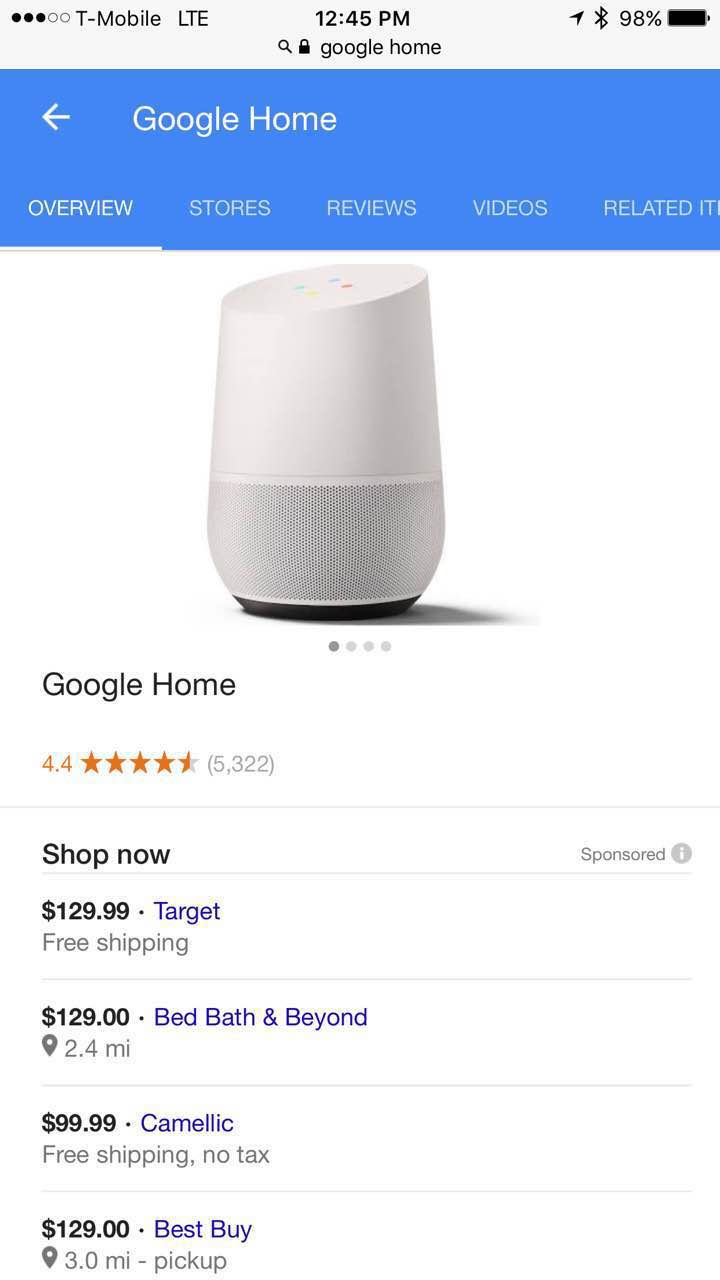 T-Mobile LTE 12:45 PM 98%
google home
Google Home
OVERVIEW STORES REVIEWS VIDEOS RELATED ITE
Google Home
4.4 (5,322)
Shop now Sponsored
$129.99 · Target
Free shipping
$129.00 · Bed Bath & Beyond
2.4 mi
$99.99 · Camellic
Free shipping, no tax
$129.00 · Best Buy
3.0 mi - pickup